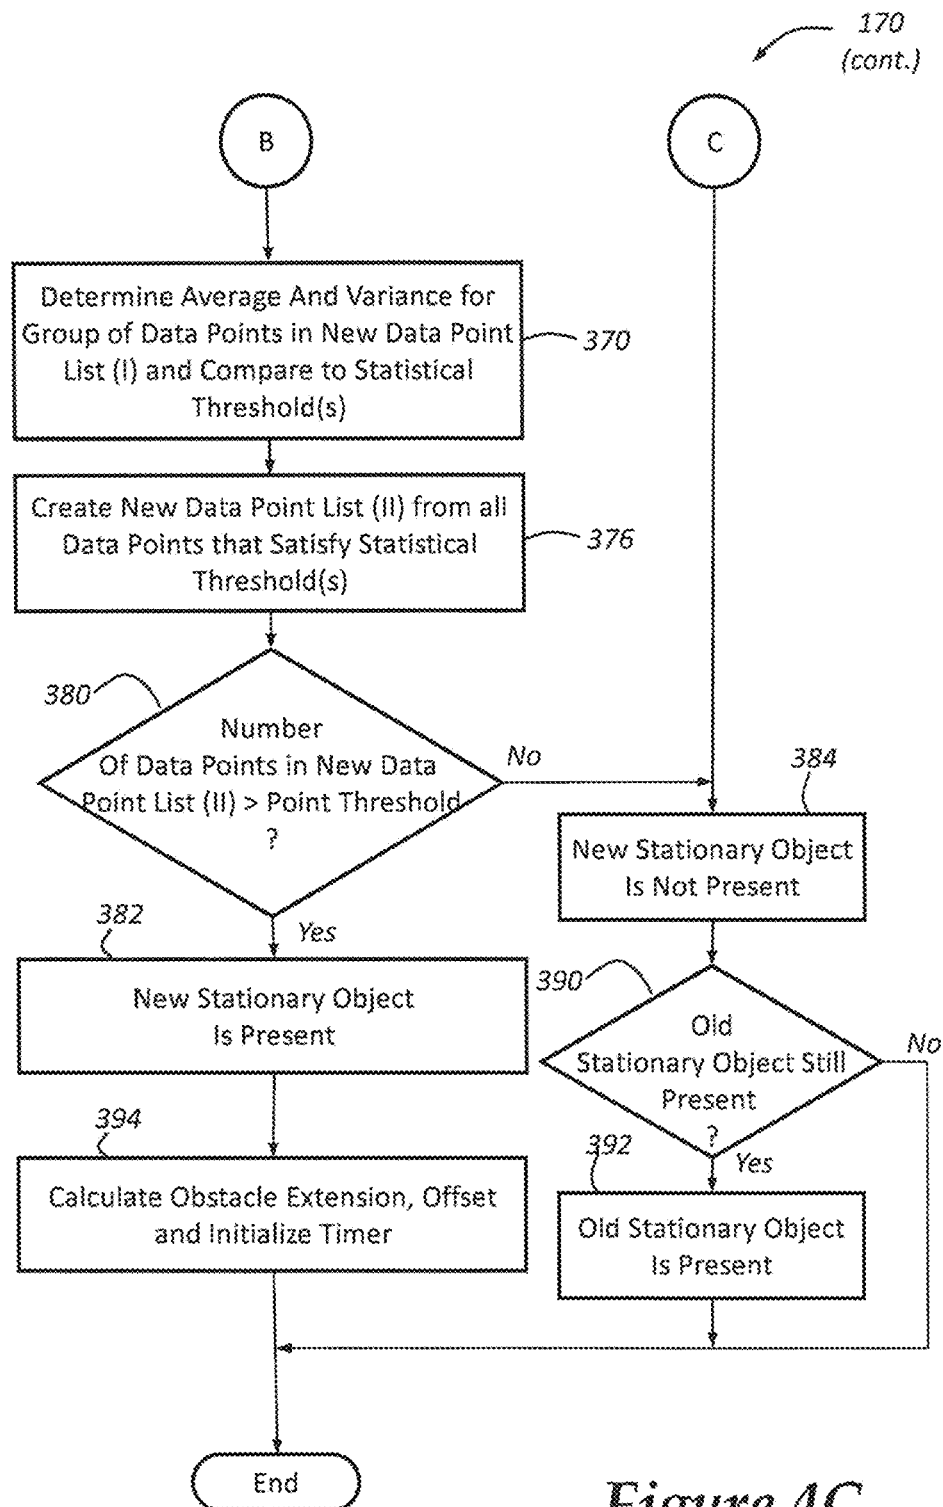 170
(cont.)
B
C
Determine Average And Variance for
Group of Data Points in New Data Point
List (I) and Compare to Statistical
Threshold(s)
370
Create New Data Point List (II) from all
Data Points that Satisfy Statistical
Threshold(s)
376
380
Number
Of Data Points in New Data
Point List (II) > Point Threshold
?
No
Yes
384
New Stationary Object
Is Not Present
382
New Stationary Object
Is Present
390
Old
Stationary Object Still
Present
?
No
Yes
394
Calculate Obstacle Extension, Offset
and Initialize Timer
392
Old Stationary Object
Is Present
End
Figure 4C